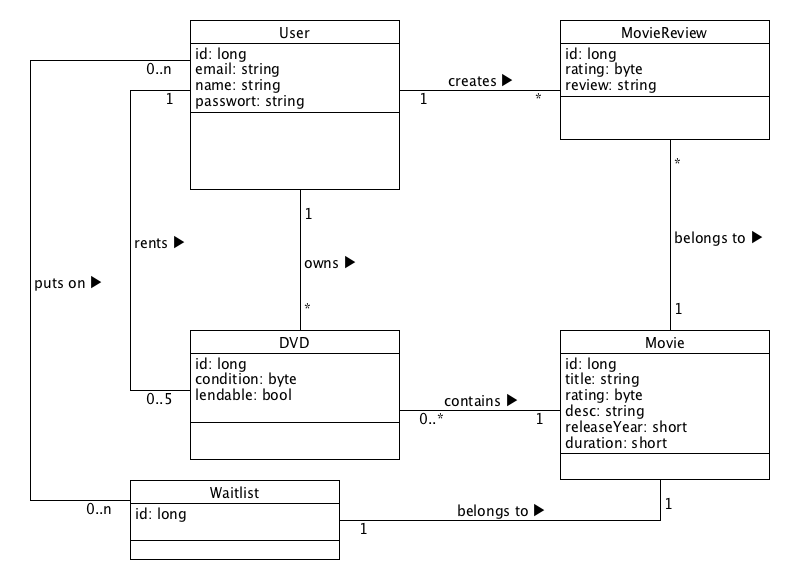 User
id: long
email: string
name: string
passwort: string
MovieReview
id: long
rating: byte
review: string
0..n
1
creates ▶
1
*
1
owns ▶
*
rents ▶
puts on ▶
*
belongs to ▶
1
DVD
id: long
condition: byte
lendable: bool
0..5
contains ▶
0..*
1
Movie
id: long
title: string
rating: byte
desc: string
releaseYear: short
duration: short
Waitlist
id: long
0..n
belongs to ▶
1
1